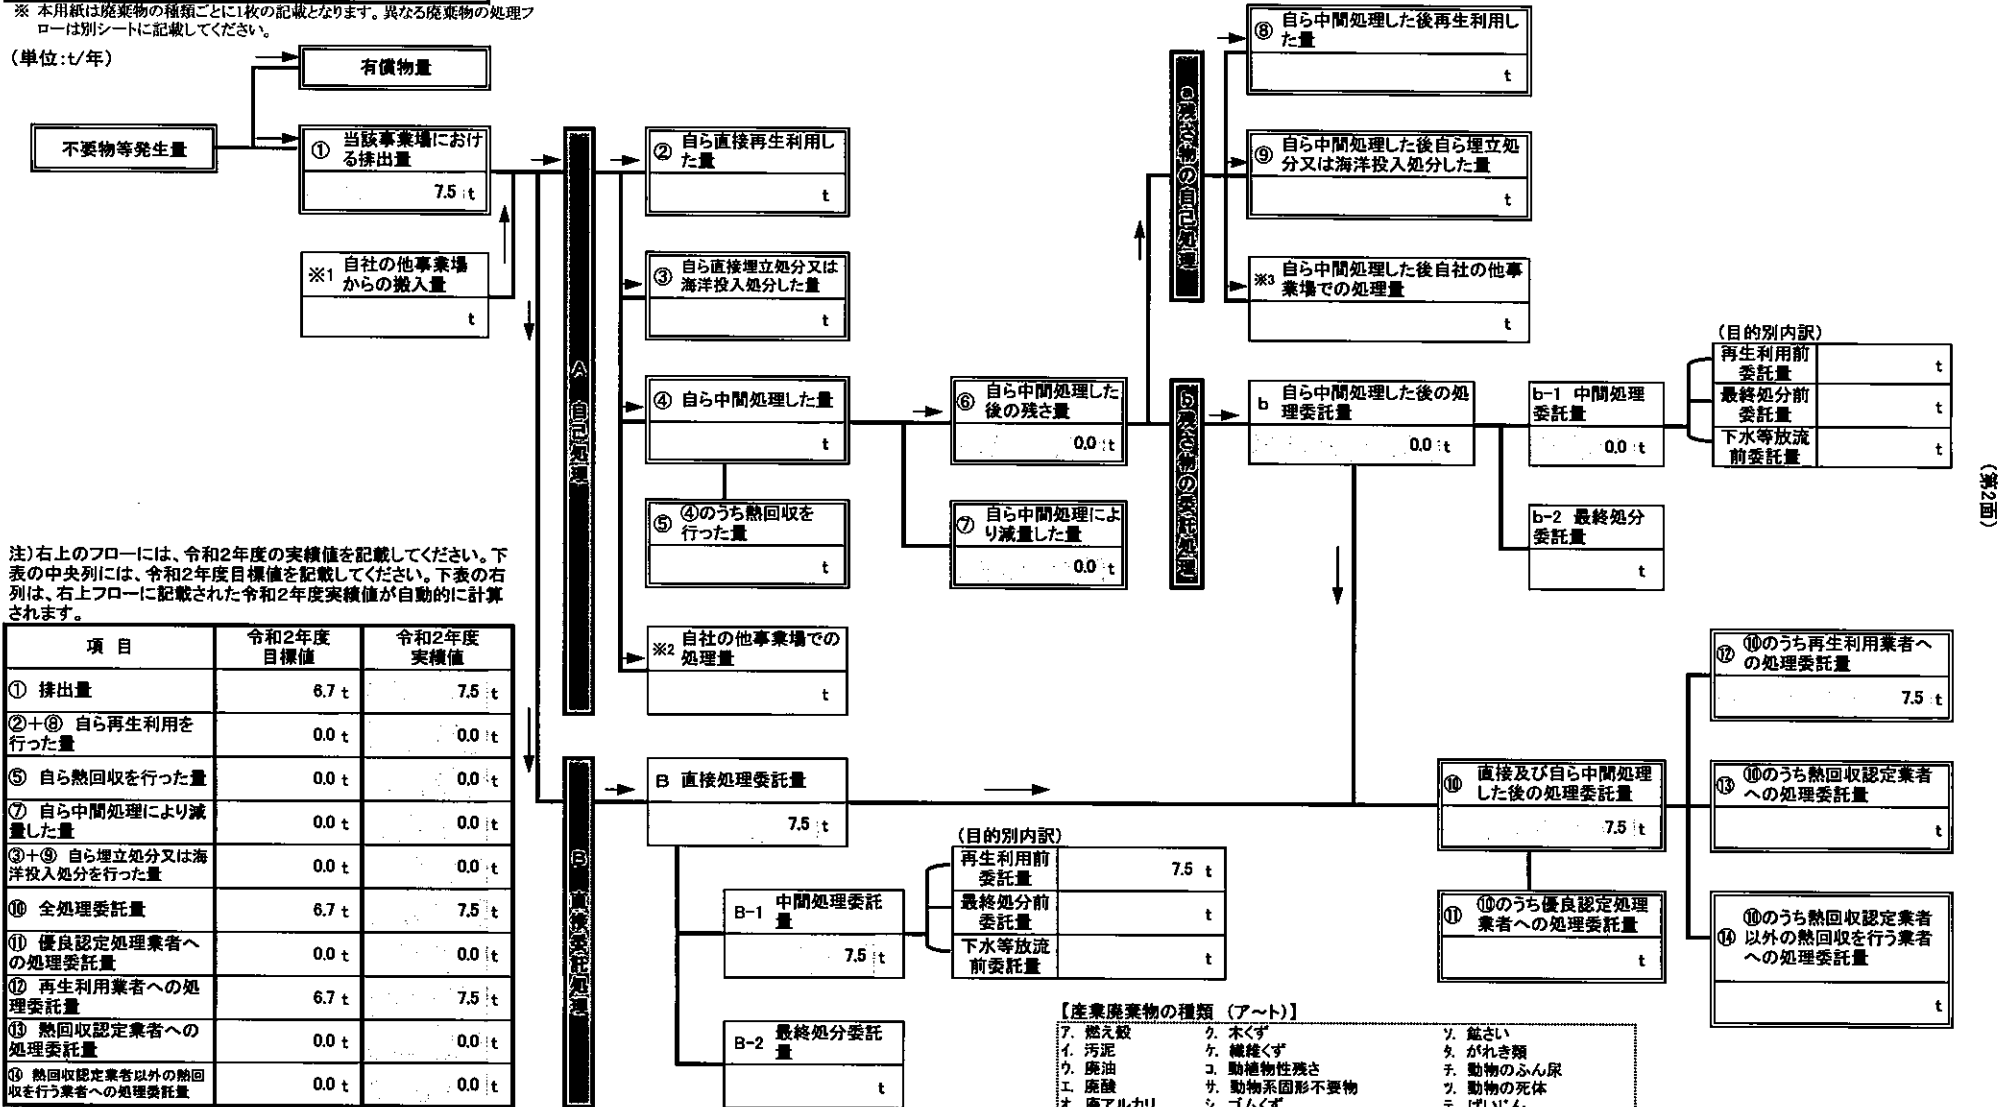 ※ 本用紙は廃棄物の種類ごとに1枚の記載となります。異なる廃棄物の処理フ
ローは別シートに記載してください。
(単位:t/年)
有償物量
不要物等発生量
① 当該事業場におけ
る排出量
7.5 t
※1 自社の他事業場
からの搬入量
t
A 自己処理
② 自ら直接再生利用し
た量
t
③ 自ら直接埋立処分又は
海洋投入処分した量
t
④ 自ら中間処理した量
t
⑤ ④のうち熱回収を
行った量
t
※2 自社の他事業場での
処理量
t
⑥ 自ら中間処理した
後の残さ量
0.0 t
⑦ 自ら中間処理によ
り減量した量
0.0 t
a残さ物の自己処理
⑧ 自ら中間処理した後再生利用し
た量
t
⑨ 自ら中間処理した後自ら埋立処
分又は海洋投入処分した量
t
※3 自ら中間処理した後自社の他事
業場での処理量
t
b残さ物の委託処理
b 自ら中間処理した後の処
理委託量
0.0 t
b-1 中間処理
委託量
0.0 t
b-2 最終処分
委託量
t
(目的別内訳)
再生利用前
委託量
t
最終処分前
委託量
t
下水等放流
前委託量
t
(第2面)
注)右上のフローには、令和2年度の実績値を記載してください。下
表の中央列には、令和2年度目標値を記載してください。下表の右
列は、右上フローに記載された令和2年度実績値が自動的に計算
されます。
項 目 令和2年度 目標値 令和2年度 実績値
① 排出量 6.7 t 7.5 t
②+⑧ 自ら再生利用を
行った量 0.0 t 0.0 t
⑤ 自ら熱回収を行った量 0.0 t 0.0 t
⑦ 自ら中間処理により減
量した量 0.0 t 0.0 t
③+⑨ 自ら埋立処分又は海
洋投入処分を行った量 0.0 t 0.0 t
⑩ 全処理委託量 6.7 t 7.5 t
⑪ 優良認定処理業者へ
の処理委託量 0.0 t 0.0 t
⑫ 再生利用業者への処
理委託量 6.7 t 7.5 t
⑬ 熱回収認定業者への
処理委託量 0.0 t 0.0 t
⑭ 熱回収認定業者以外の熱回
収を行う業者への処理委託量 0.0 t 0.0 t
B 直接委託処理
B 直接処理委託量
7.5 t
B-1 中間処理委託
量
7.5 t
B-2 最終処分委託
量
t
(目的別内訳)
再生利用前
委託量
7.5 t
最終処分前
委託量
t
下水等放流
前委託量
t
⑩ 直接及び自ら中間処理
した後の処理委託量
7.5 t
⑪ ⑩のうち優良認定処理
業者への処理委託量
t
⑫ ⑩のうち再生利用業者へ
の処理委託量
7.5 t
⑬ ⑩のうち熱回収認定業者
への処理委託量
t
⑭ ⑩のうち熱回収認定業者
以外の熱回収を行う業者
への処理委託量
t
【産業廃棄物の種類 (ア~ト)】
ア. 燃え殻 ク. 木くず ソ. 鉱さい
イ. 汚泥 ケ. 繊維くず タ. がれき類
ウ. 廃油 コ. 動植物性残さ チ. 動物のふん尿
エ. 廃酸 サ. 動物系固形不要物 ツ. 動物の死体
オ. 廃アルカリ シ. ゴムくず テ. ばいじん